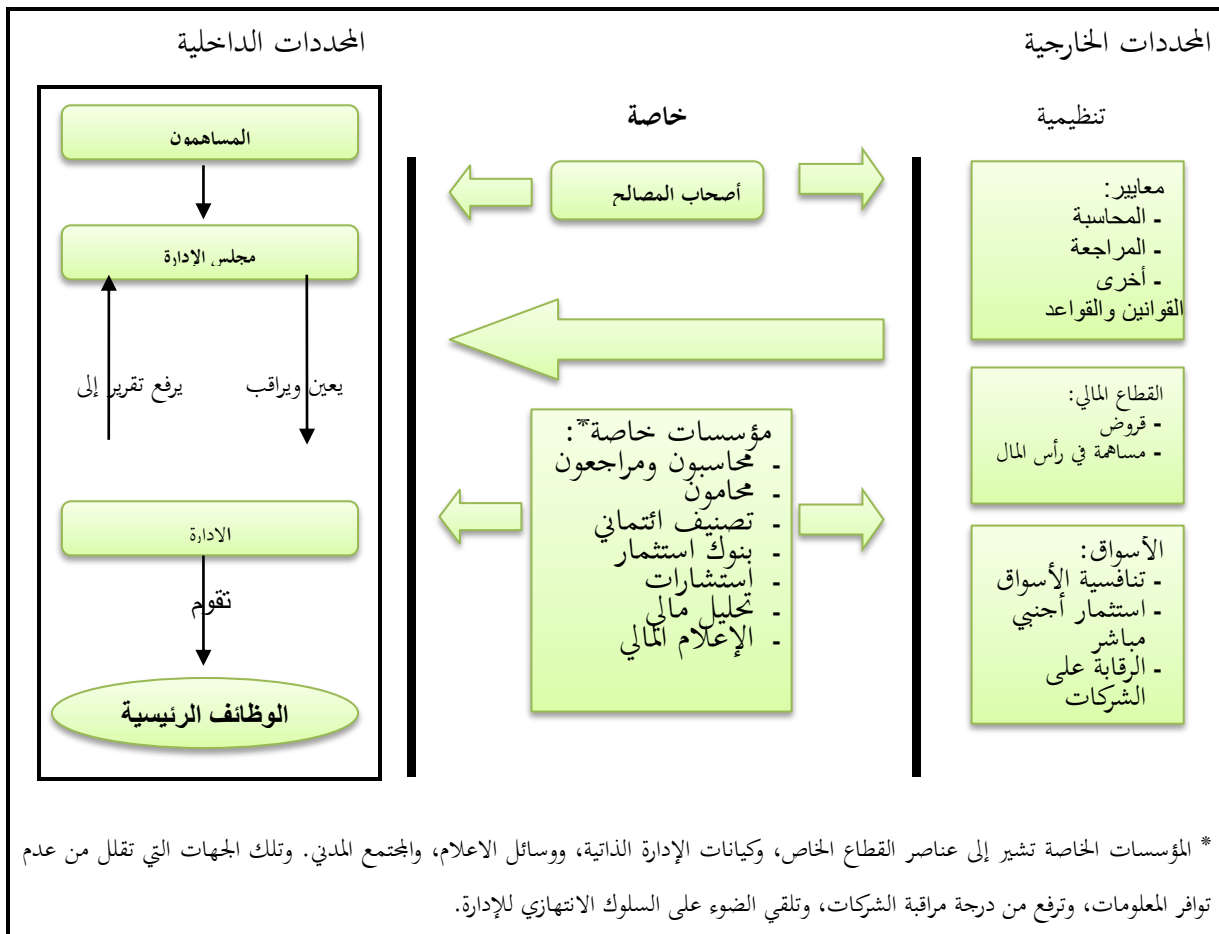 المحددات الخارجية
المحددات الداخلية
تنظيمية
خاصة
معايير:
- المحاسبة
- المراجعة
- أخرى
القوانين والقواعد
القطاع المالي:
- قروض
- مساهمة في رأس المال
الأسواق:
- تنافسية الأسواق
- استثمار أجنبي
مباشر
- الرقابة على
الشركات
أصحاب المصالح
مؤسسات خاصة*:
- محاسبون ومراجعون
- محامون
- تصنيف ائتماني
- بنوك استثمار
- استشارات
- تحليل مالي
- الإعلام المالي
المساهمون
مجلس الإدارة
يعين ويراقب
يرفع تقرير إلى
الادارة
تقوم
الوظائف الرئيسية
* المؤسسات الخاصة تشير إلى عناصر القطاع الخاص، وكيانات الإدارة الذاتية، ووسائل الاعلام، والمجتمع المدني. وتلك الجهات التي تقلل من عدم
توافر المعلومات، وترفع من درجة مراقبة الشركات، وتلقي الضوء على السلوك الانتهازي للإدارة.